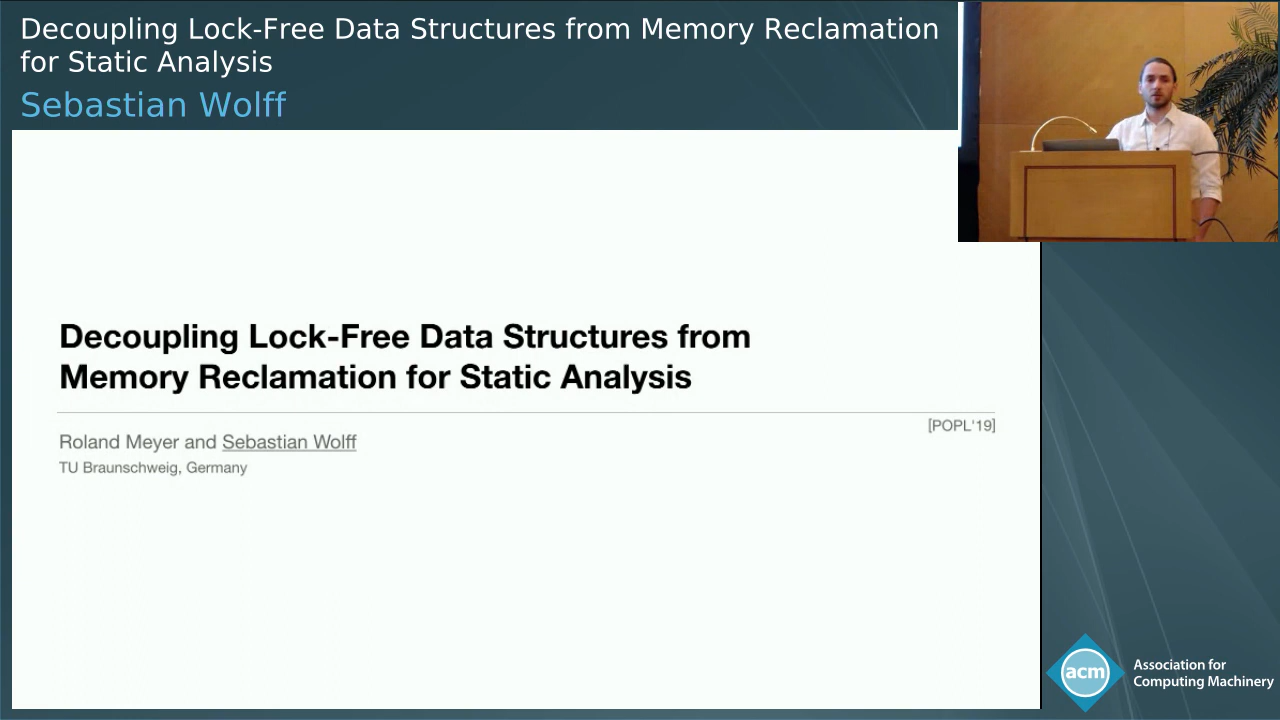 Decoupling Lock-Free Data Structures from Memory Reclamation
for Static Analysis
Sebastian Wolff
Decoupling Lock-Free Data Structures from
Memory Reclamation for Static Analysis
[POPL'19]
Roland Meyer and Sebastian Wolff
TU Braunschweig, Germany
acm
Association for
Computing Machinery